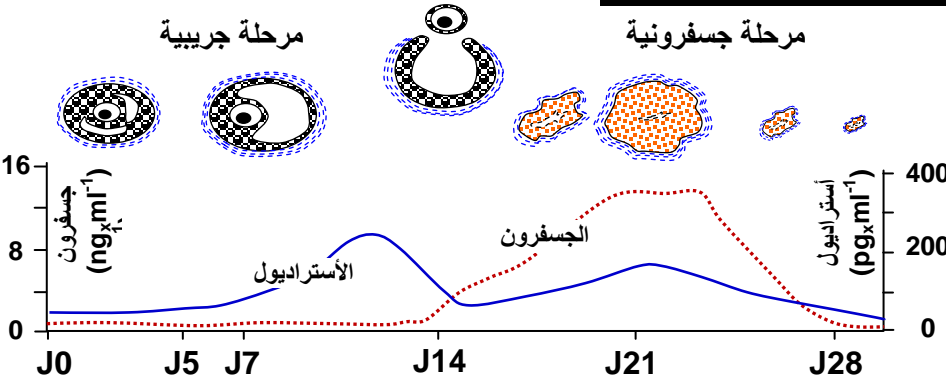 مرحلة جريبية
مرحلة جسفرونية
16
8
0
جسفرون
(ng x ml-1)
الأستراديول
الجسفرون
400
200
0
أستراديول
(pg x ml-1)
J0 J5 J7 J14 J21 J28